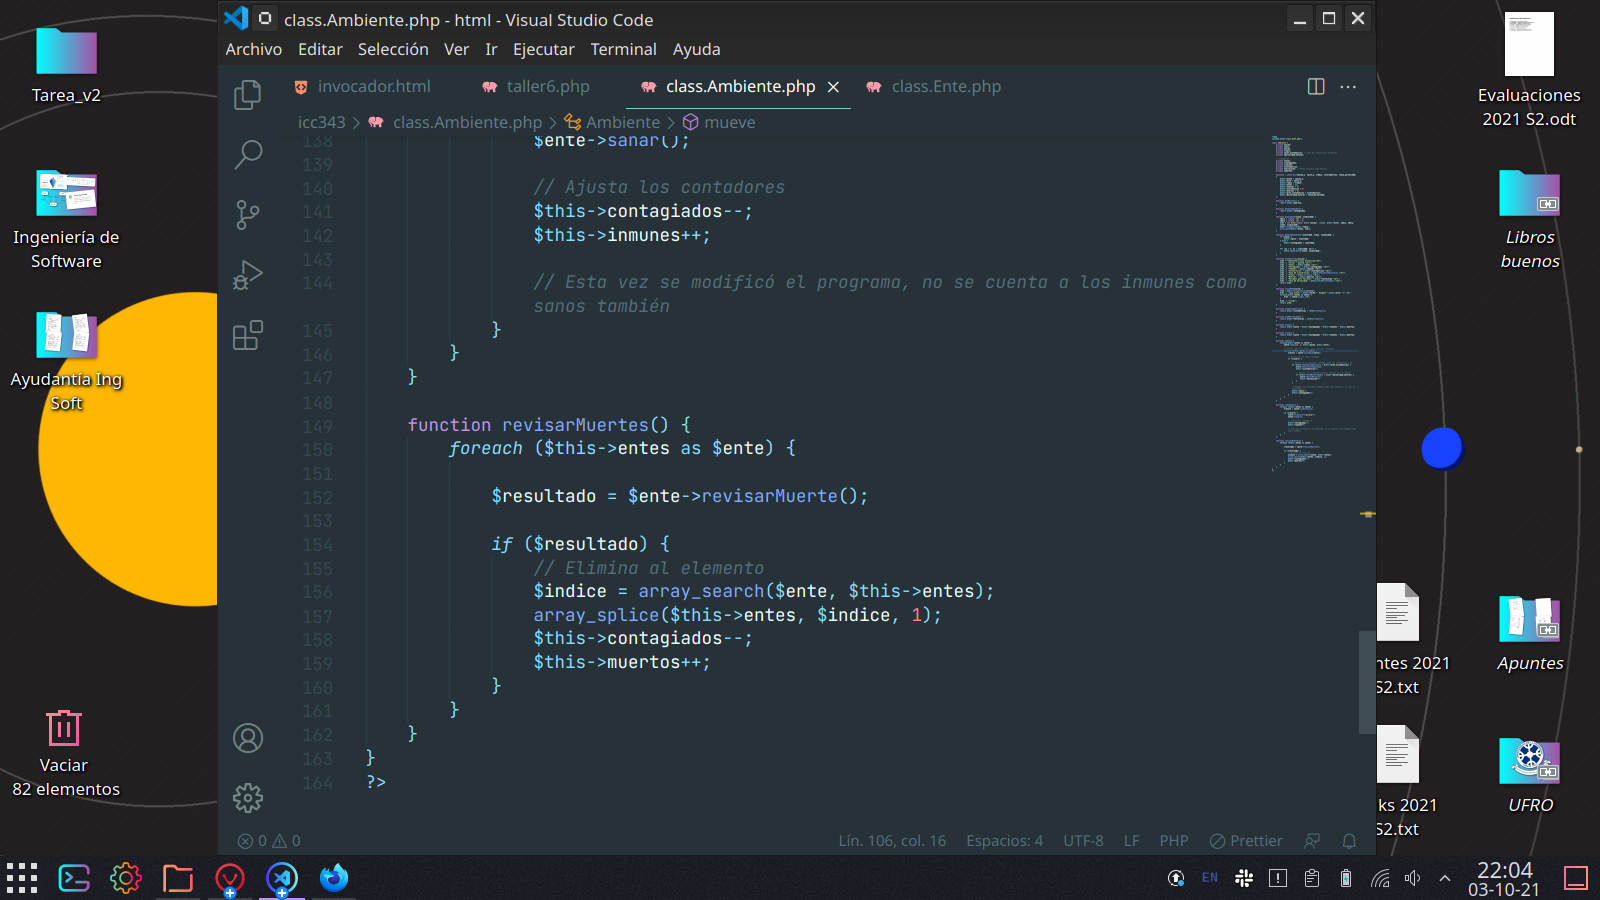 class.Ambiente.php - html - Visual Studio Code
Archivo Editar Selección Ver Ir Ejecutar Terminal Ayuda
invocador.html taller6.php class.Ambiente.php class.Ente.php
icc343 > class.Ambiente.php > Ambiente > mueve
138 $ente->sanar();
139
140 // Ajusta los contadores
141 $this->contagiados--;
142 $this->inmunes++;
143
144 // Esta vez se modificó el programa, no se cuenta a los inmunes como
sanos también
145 }
146 }
147 }
148
149 function revisarMuertes() {
150 foreach ($this->entes as $ente) {
151
152 $resultado = $ente->revisarMuerte();
153
154 if ($resultado) {
155 // Elimina al elemento
156 $indice = array_search($ente, $this->entes);
157 array_splice($this->entes, $indice, 1);
158 $this->contagiados--;
159 $this->muertos++;
160 }
161 }
162 }
163 }
164 ?>
0 0 Lín. 106, col. 16 Espacios: 4 UTF-8 LF PHP Prettier
Tarea_v2
Ingeniería de
Software
Ayudantía Ing
Soft
Vaciar
82 elementos
Evaluaciones
2021 S2.odt
Libros
buenos
ntes 2021
S2.txt
Apuntes
ks 2021
S2.txt
UFRO
EN
22:04
03-10-21